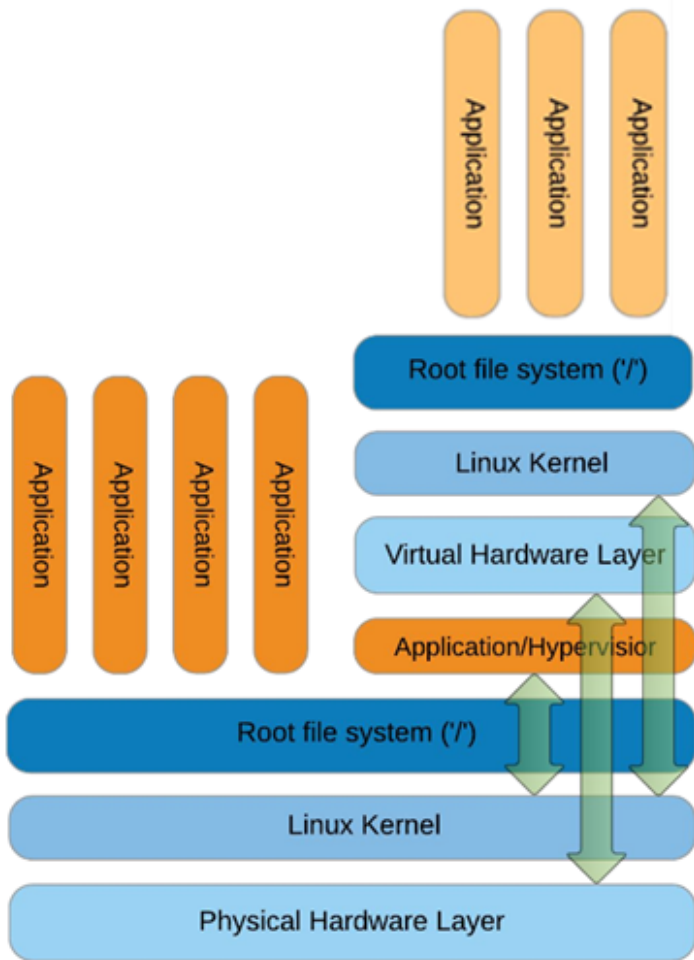 Application
Application
Application
Root file system ('/')
Linux Kernel
Virtual Hardware Layer
Application/Hypervisior
Application
Application
Application
Application
Root file system ('/')
Linux Kernel
Physical Hardware Layer